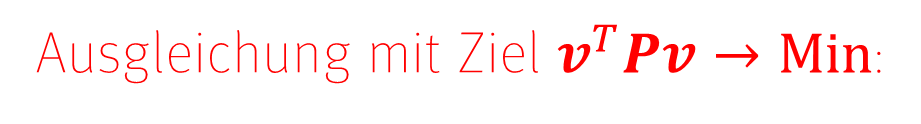 Ausgleichung mit Ziel 𝒗ᵀ𝑷𝒗 → Min: